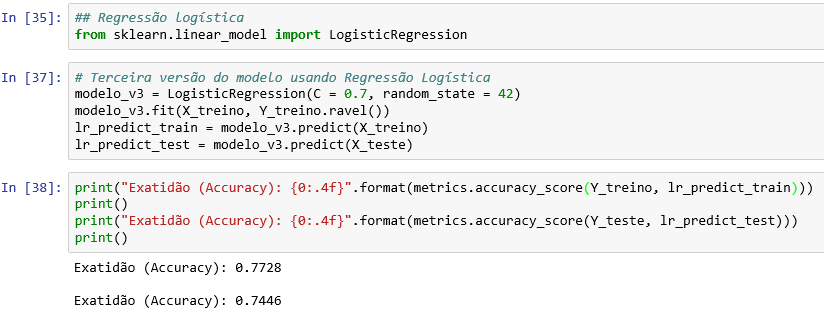 In [35]: ## Regressão logística
from sklearn.linear_model import LogisticRegression
In [37]: # Terceira versão do modelo usando Regressão Logística
modelo_v3 = LogisticRegression(C = 0.7, random_state = 42)
modelo_v3.fit(X_treino, Y_treino.ravel())
lr_predict_train = modelo_v3.predict(X_treino)
lr_predict_test = modelo_v3.predict(X_teste)
In [38]: print("Exatidão (Accuracy): {0:.4f}".format(metrics.accuracy_score(Y_treino, lr_predict_train)))
print()
print("Exatidão (Accuracy): {0:.4f}".format(metrics.accuracy_score(Y_teste, lr_predict_test)))
print()
Exatidão (Accuracy): 0.7728
Exatidão (Accuracy): 0.7446